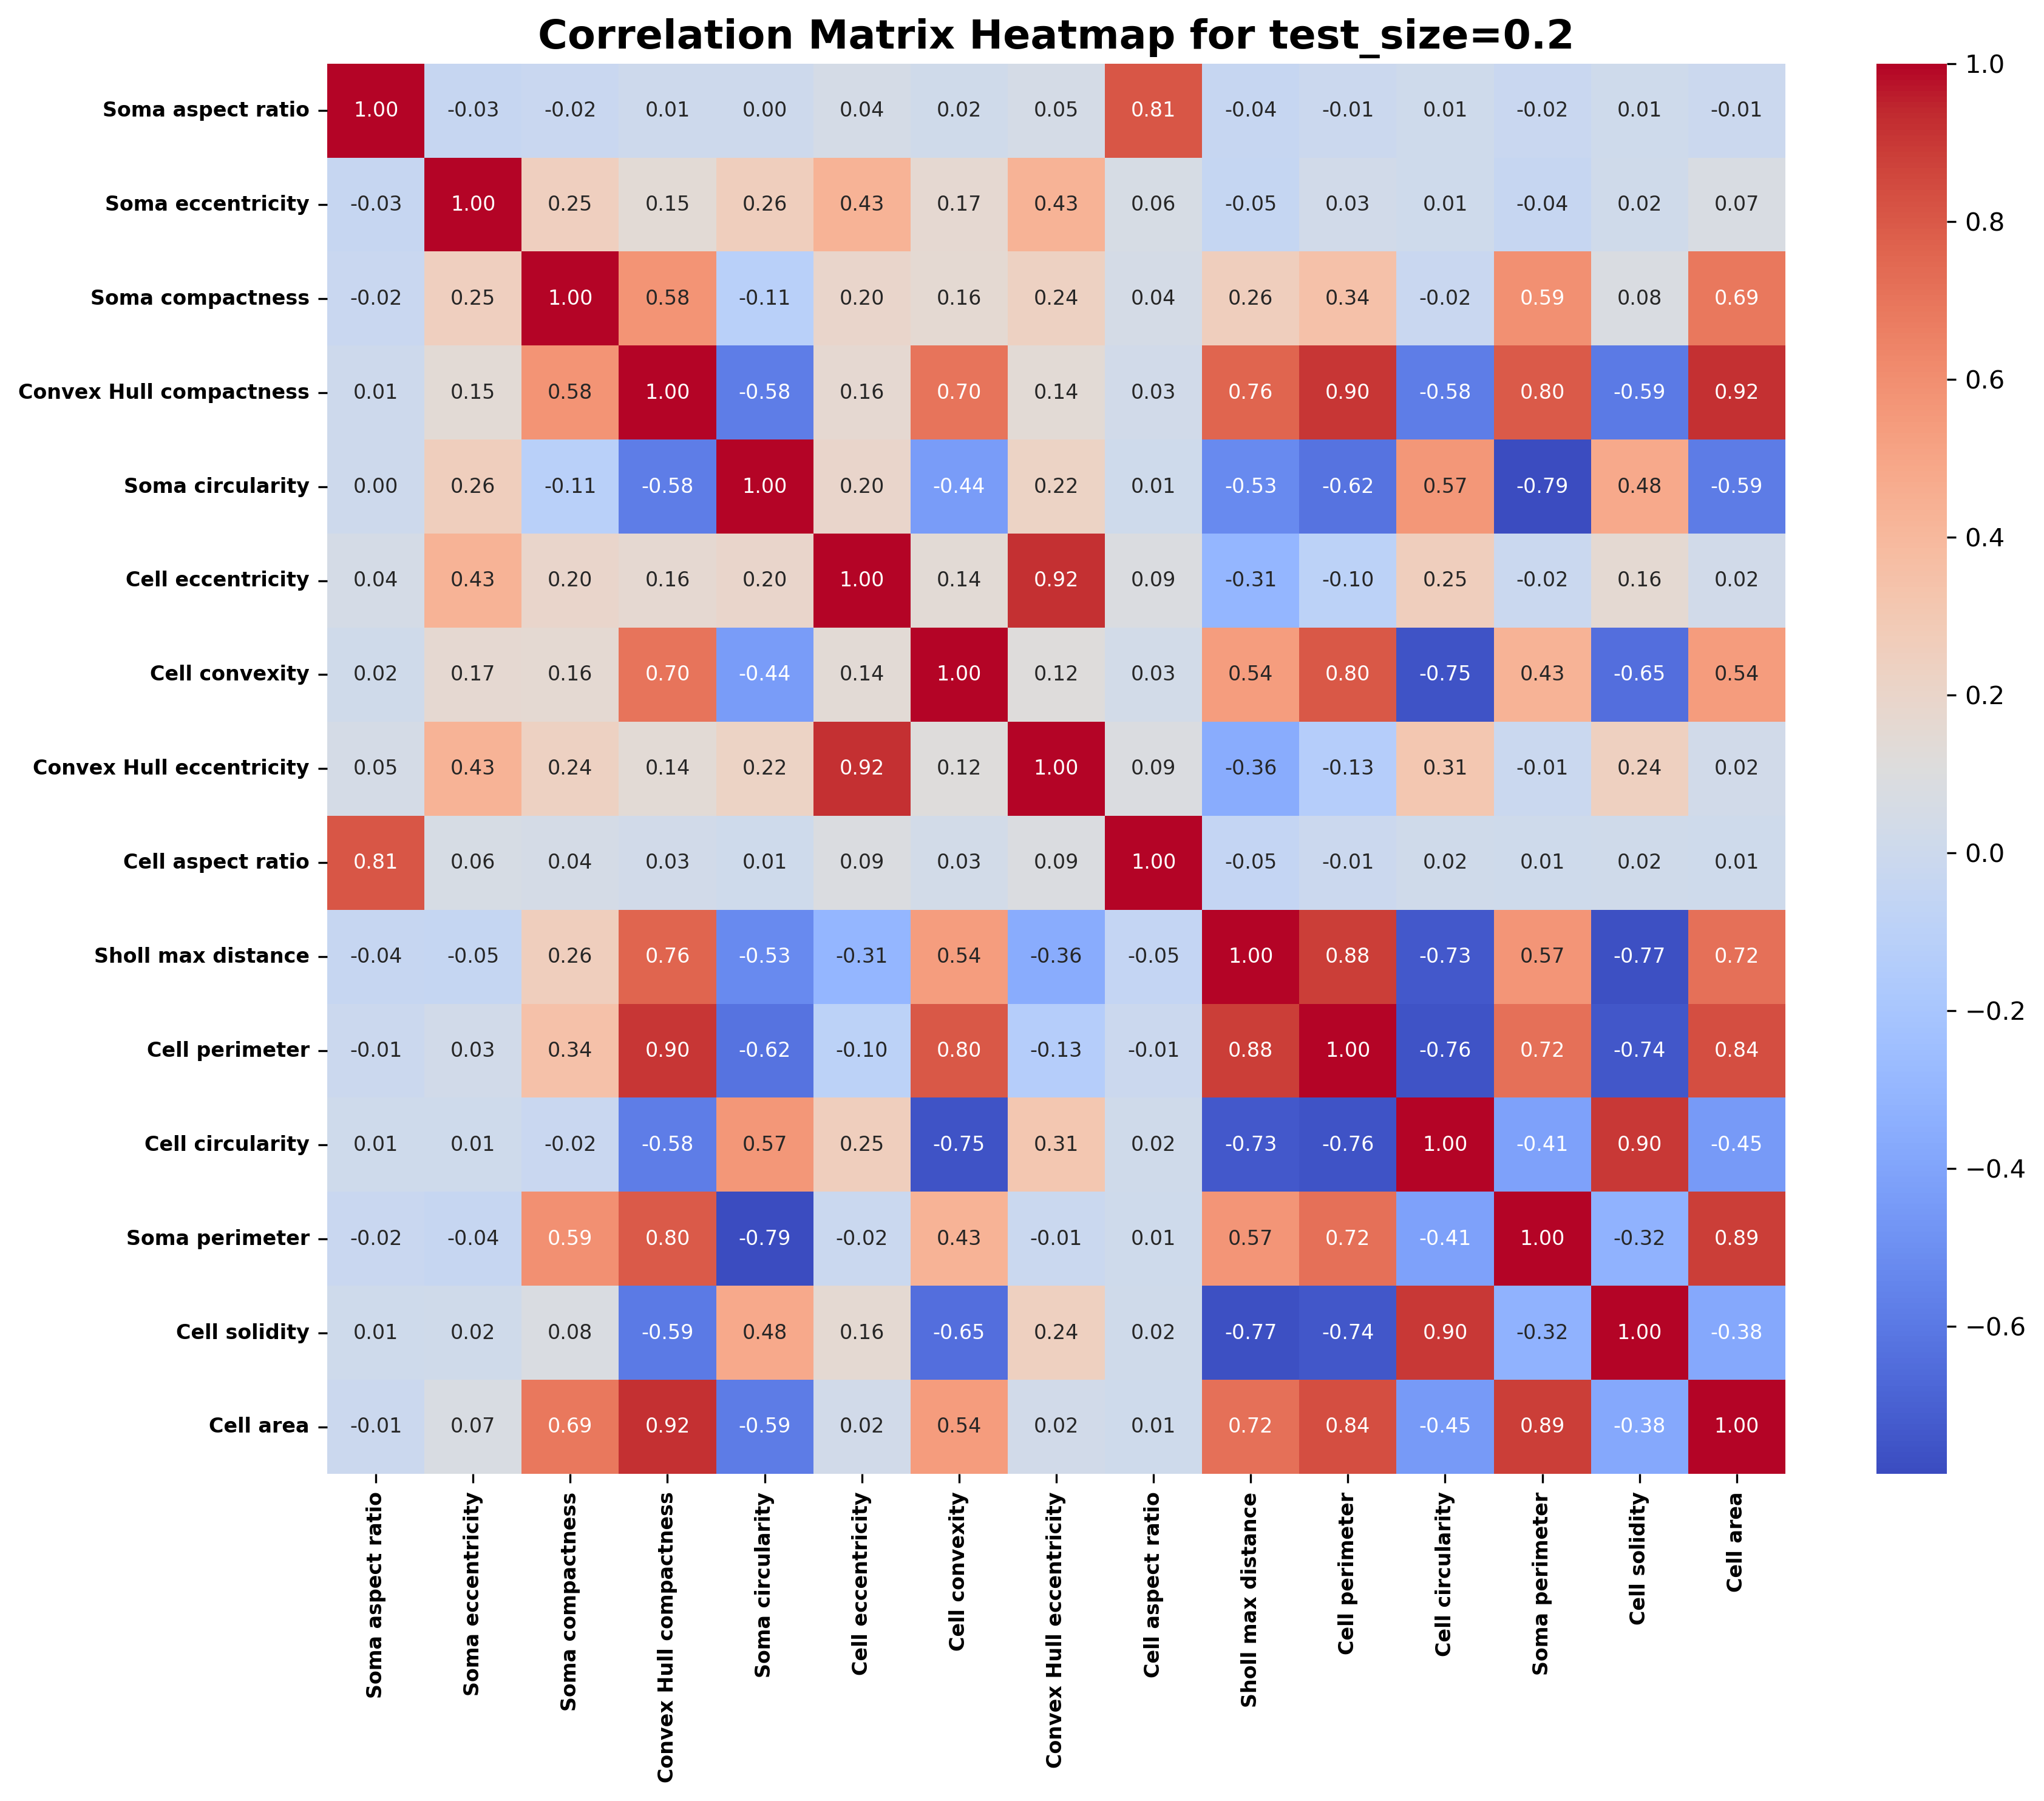 Correlation Matrix Heatmap for test_size=0.2
Soma aspect ratio 1.00 -0.03 -0.02 0.01 0.00 0.04 0.02 0.05 0.81 -0.04 -0.01 0.01 -0.02 0.01 -0.01
Soma eccentricity -0.03 1.00 0.25 0.15 0.26 0.43 0.17 0.43 0.06 -0.05 0.03 0.01 -0.04 0.02 0.07
Soma compactness -0.02 0.25 1.00 0.58 -0.11 0.20 0.16 0.24 0.04 0.26 0.34 -0.02 0.59 0.08 0.69
Convex Hull compactness 0.01 0.15 0.58 1.00 -0.58 0.16 0.70 0.14 0.03 0.76 0.90 -0.58 0.80 -0.59 0.92
Soma circularity 0.00 0.26 -0.11 -0.58 1.00 0.20 -0.44 0.22 0.01 -0.53 -0.62 0.57 -0.79 0.48 -0.59
Cell eccentricity 0.04 0.43 0.20 0.16 0.20 1.00 0.14 0.92 0.09 -0.31 -0.10 0.25 -0.02 0.16 0.02
Cell convexity 0.02 0.17 0.16 0.70 -0.44 0.14 1.00 0.12 0.03 0.54 0.80 -0.75 0.43 -0.65 0.54
Convex Hull eccentricity 0.05 0.43 0.24 0.14 0.22 0.92 0.12 1.00 0.09 -0.36 -0.13 0.31 -0.01 0.24 0.02
Cell aspect ratio 0.81 0.06 0.04 0.03 0.01 0.09 0.03 0.09 1.00 -0.05 -0.01 0.02 0.01 0.02 0.01
Sholl max distance -0.04 -0.05 0.26 0.76 -0.53 -0.31 0.54 -0.36 -0.05 1.00 0.88 -0.73 0.57 -0.77 0.72
Cell perimeter -0.01 0.03 0.34 0.90 -0.62 -0.10 0.80 -0.13 -0.01 0.88 1.00 -0.76 0.72 -0.74 0.84
Cell circularity 0.01 0.01 -0.02 -0.58 0.57 0.25 -0.75 0.31 0.02 -0.73 -0.76 1.00 -0.41 0.90 -0.45
Soma perimeter -0.02 -0.04 0.59 0.80 -0.79 -0.02 0.43 -0.01 0.01 0.57 0.72 -0.41 1.00 -0.32 0.89
Cell solidity 0.01 0.02 0.08 -0.59 0.48 0.16 -0.65 0.24 0.02 -0.77 -0.74 0.90 -0.32 1.00 -0.38
Cell area -0.01 0.07 0.69 0.92 -0.59 0.02 0.54 0.02 0.01 0.72 0.84 -0.45 0.89 -0.38 1.00
Soma aspect ratio
Soma eccentricity
Soma compactness
Convex Hull compactness
Soma circularity
Cell eccentricity
Cell convexity
Convex Hull eccentricity
Cell aspect ratio
Sholl max distance
Cell perimeter
Cell circularity
Soma perimeter
Cell solidity
Cell area
1.0
0.8
0.6
0.4
0.2
0.0
−0.2
−0.4
−0.6